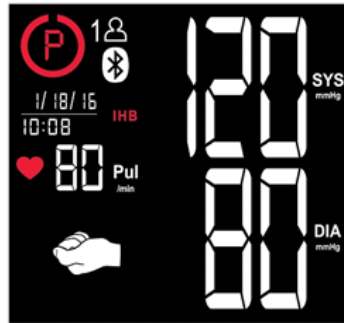 P
1
1/18/16
10:08
IHB
120
SYS
mmHg
80
Pul
/min
80
DIA
mmHg